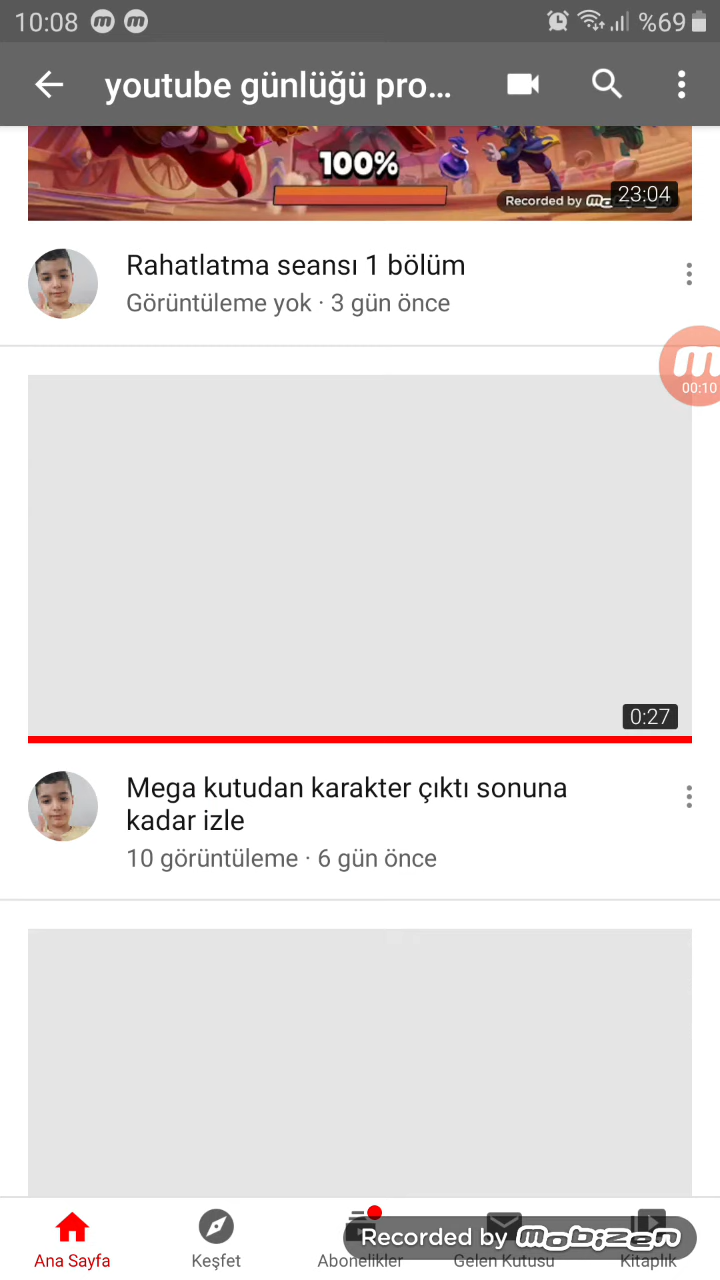 10:08
%69
youtube günlüğü pro...
100%
Recorded by
23:04
Rahatlatma seansı 1 bölüm
Görüntüleme yok · 3 gün önce
00:10
0:27
Mega kutudan karakter çıktı sonuna
kadar izle
10 görüntüleme · 6 gün önce
Recorded by mobizen
Ana Sayfa
Keşfet
Abonelikler
Gelen Kutusu
Kitaplık